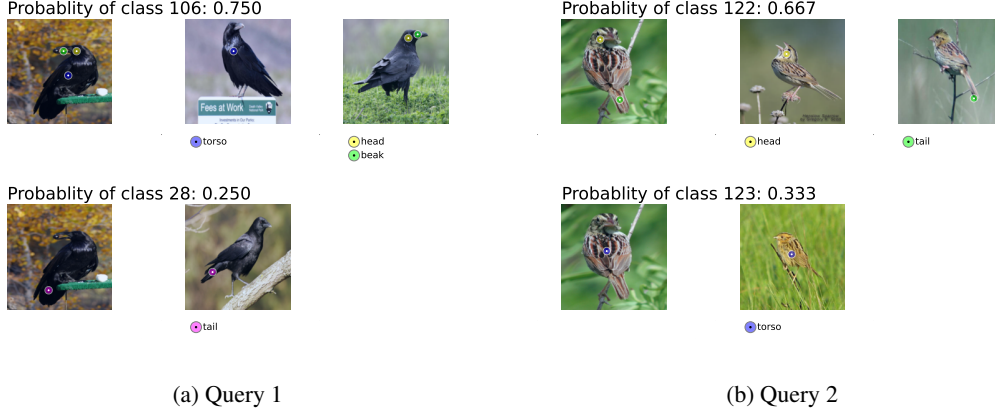 Probablity of class 106: 0.750
Probablity of class 122: 0.667
Fees at Work
torso
head
beak
head
tail
Probablity of class 28: 0.250
Probablity of class 123: 0.333
tail
torso
(a) Query 1
(b) Query 2